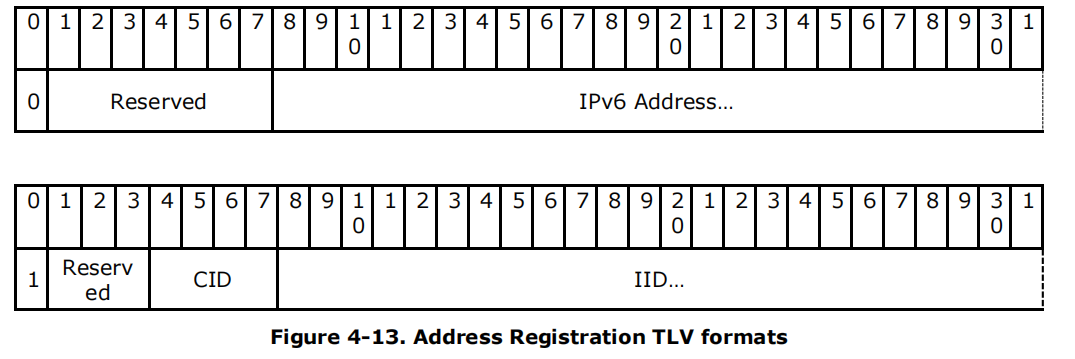 0 1 2 3 4 5 6 7 8 9 1 1 2 3 4 5 6 7 8 9 2 1 2 3 4 5 6 7 8 9 3 1
0 0 0
0 Reserved IPv6 Address...
0 1 2 3 4 5 6 7 8 9 1 1 2 3 4 5 6 7 8 9 2 1 2 3 4 5 6 7 8 9 3 1
0 0 0
1 Reserv CID IID...
ed
Figure 4-13. Address Registration TLV formats